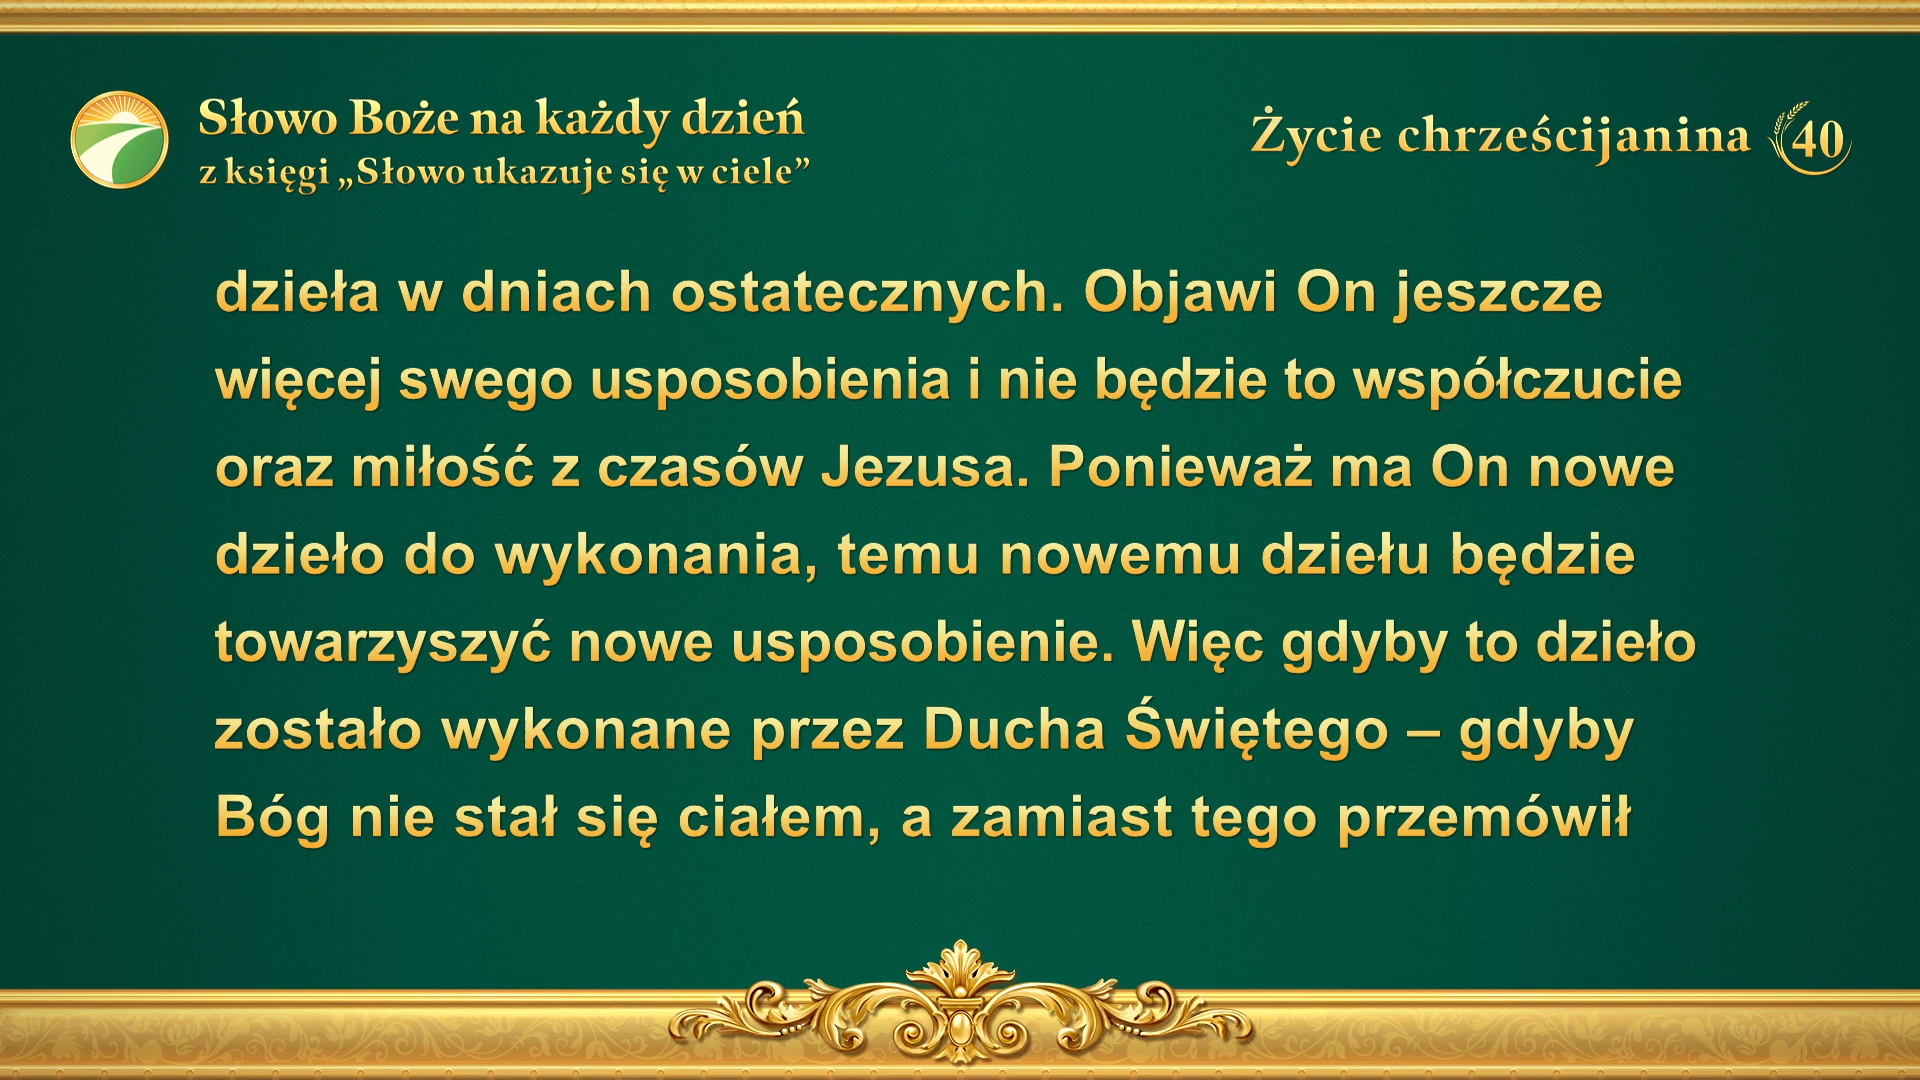 Słowo Boże na każdy dzień
z księgi „Słowo ukazuje się w ciele”
Życie chrześcijanina 40
dzieła w dniach ostatecznych. Objawi On jeszcze
więcej swego usposobienia i nie będzie to współczucie
oraz miłość z czasów Jezusa. Ponieważ ma On nowe
dzieło do wykonania, temu nowemu dziełu będzie
towarzyszyć nowe usposobienie. Więc gdyby to dzieło
zostało wykonane przez Ducha Świętego – gdyby
Bóg nie stał się ciałem, a zamiast tego przemówił